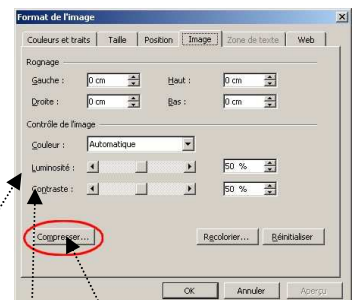 Format de l'image
Couleurs et traits Taille Position Image Zone de texte Web
Rognage
Gauche : 0 cm Haut : 0 cm
Droite : 0 cm Bas : 0 cm
Contrôle de l'image
Couleur : Automatique
Luminosité : 50 %
Contraste : 50 %
Compresser... Recolorier... Réinitialiser
OK Annuler Aperçu